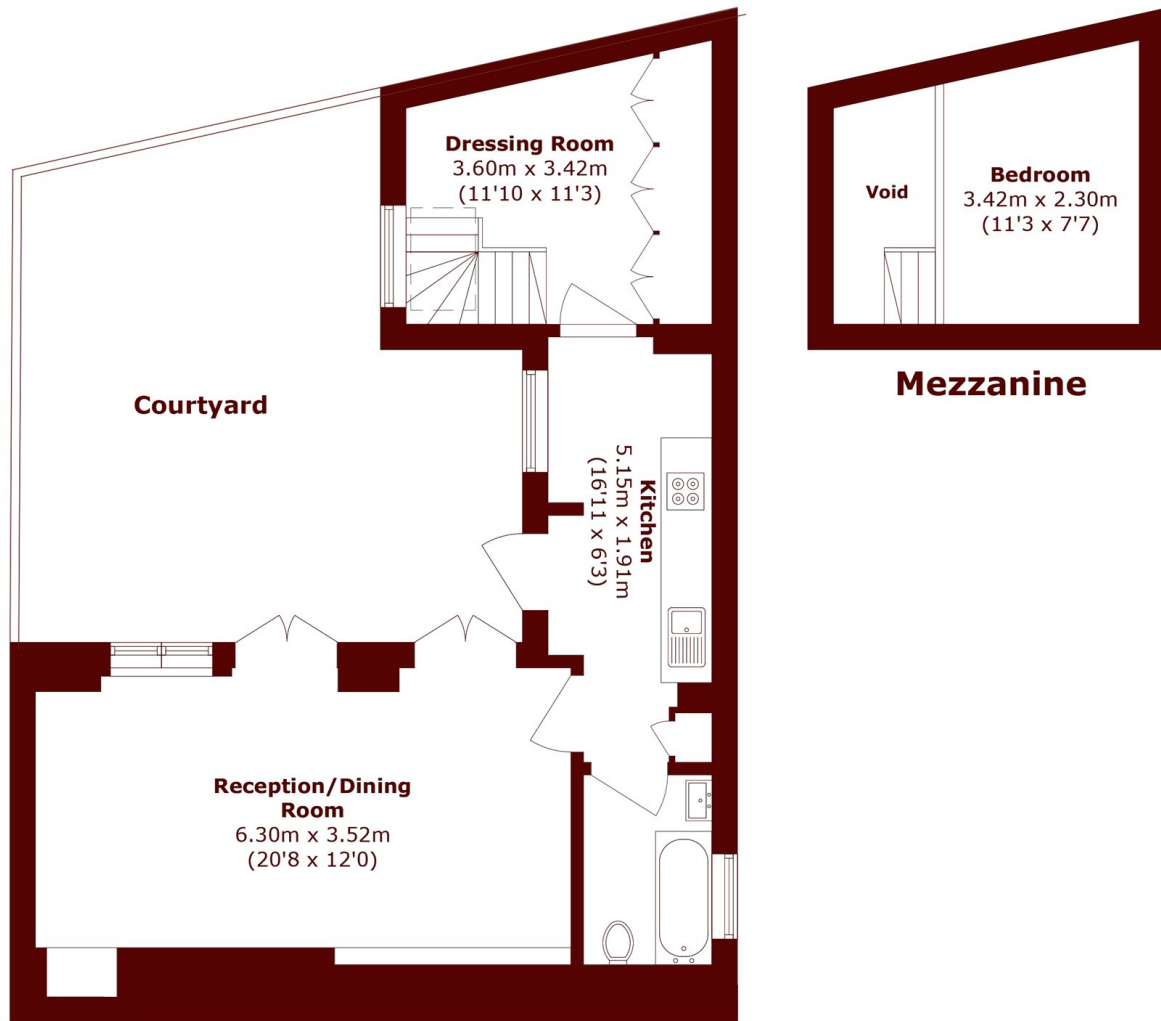 Dressing Room
3.60m x 3.42m
(11'10 x 11'3)
Void
Bedroom
3.42m x 2.30m
(11'3 x 7'7)
Mezzanine
Courtyard
Kitchen
5.15m x 1.91m
(16'11 x 6'3)
Reception/Dining
Room
6.30m x 3.52m
(20'8 x 12'0)